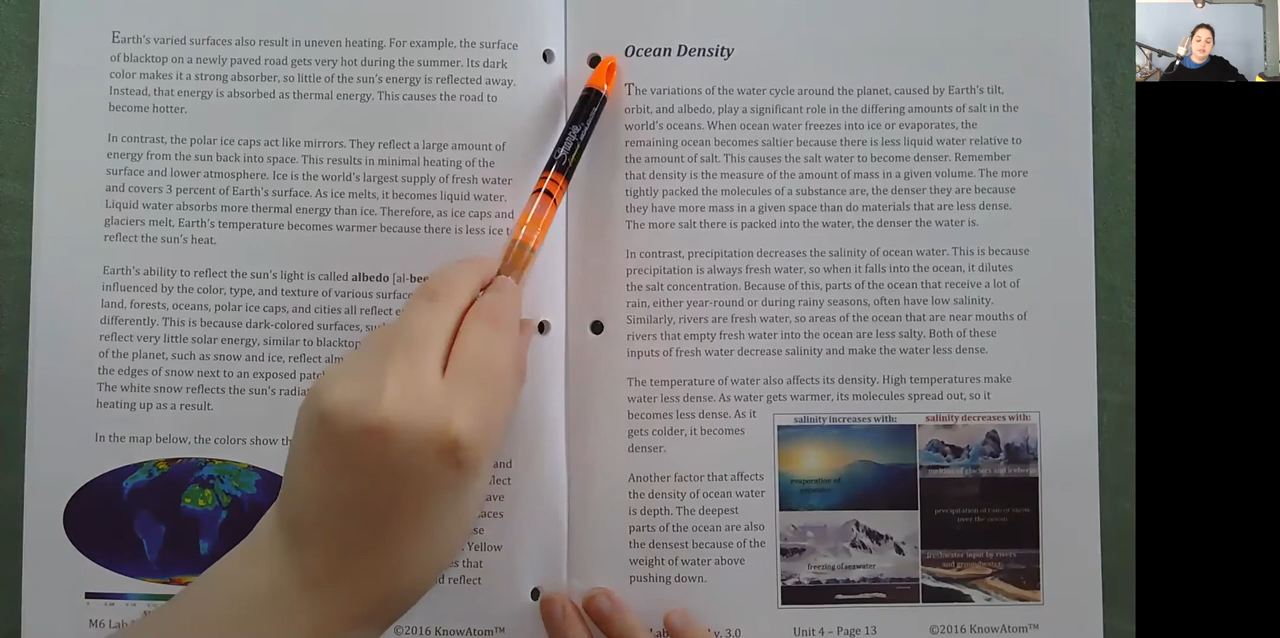 Earth's varied surfaces also result in uneven heating. For example, the surface
of blacktop on a newly paved road gets very hot during the summer. Its dark
color makes it a strong absorber, so little of the sun's energy is reflected away.
Instead, that energy is absorbed as thermal energy. This causes the road to
become hotter.
In contrast, the polar ice caps act like mirrors. They reflect a large amount of
energy from the sun back into space. This results in minimal heating of the
surface and lower atmosphere. Ice is the world's largest supply of fresh water
and covers 3 percent of Earth's surface. As ice melts, it becomes liquid water.
Liquid water absorbs more thermal energy than ice. Therefore, as ice caps and
glaciers melt, Earth's temperature becomes warmer because there is less ice
reflect the sun's heat.
Earth's ability to reflect the sun's light is called albedo [al-bee
influenced by the color, type, and texture of various
land, forests, oceans, polar ice caps, and cities all reflect
differently. This is because dark-colored surfaces,
reflect very little solar energy, similar to
of the planet, such as snow and ice, reflect
the edges of snow next to an exposed
The white snow reflects the sun's
heating up as a result.
In the map below, the colors show
and
Yellow
that
reflect
M6 Lab
©2016 KnowAtom™
Ocean Density
The variations of the water cycle around the planet, caused by Earth's tilt,
orbit, and albedo, play a significant role in the differing amounts of salt in the
world's oceans. When ocean water freezes into ice or evaporates, the
remaining ocean becomes saltier because there is less liquid water relative to
the amount of salt. This causes the salt water to become denser. Remember
that density is the measure of the amount of mass in a given volume. The more
tightly packed the molecules of a substance are, the denser they are because
they have more mass in a given space than do materials that are less dense.
The more salt there is packed into the water, the denser the water is.
In contrast, precipitation decreases the salinity of ocean water. This is because
precipitation is always fresh water, so when it falls into the ocean, it dilutes
the salt concentration. Because of this, parts of the ocean that receive a lot of
rain, either year-round or during rainy seasons, often have low salinity.
Similarly, rivers are fresh water, so areas of the ocean that are near mouths of
rivers that empty fresh water into the ocean are less salty. Both of these
inputs of fresh water decrease salinity and make the water less dense.
The temperature of water also affects its density. High temperatures make
water less dense. As water gets warmer, its molecules spread out, so it
becomes less dense. As it
gets colder, it becomes
denser.
Another factor that affects
the density of ocean water
is depth. The deepest
parts of the ocean are also
the densest because of the
weight of water above
pushing down.
salinity increases with:
evaporation of
freezing of seawater
salinity decreases with:
melting of glaciers and icebergs
precipitation of rain or snow
over the ocean
freshwater input by rivers
and groundwater
v. 3.0
Unit 4 – Page 13
©2016 KnowAtom™
Sharpie